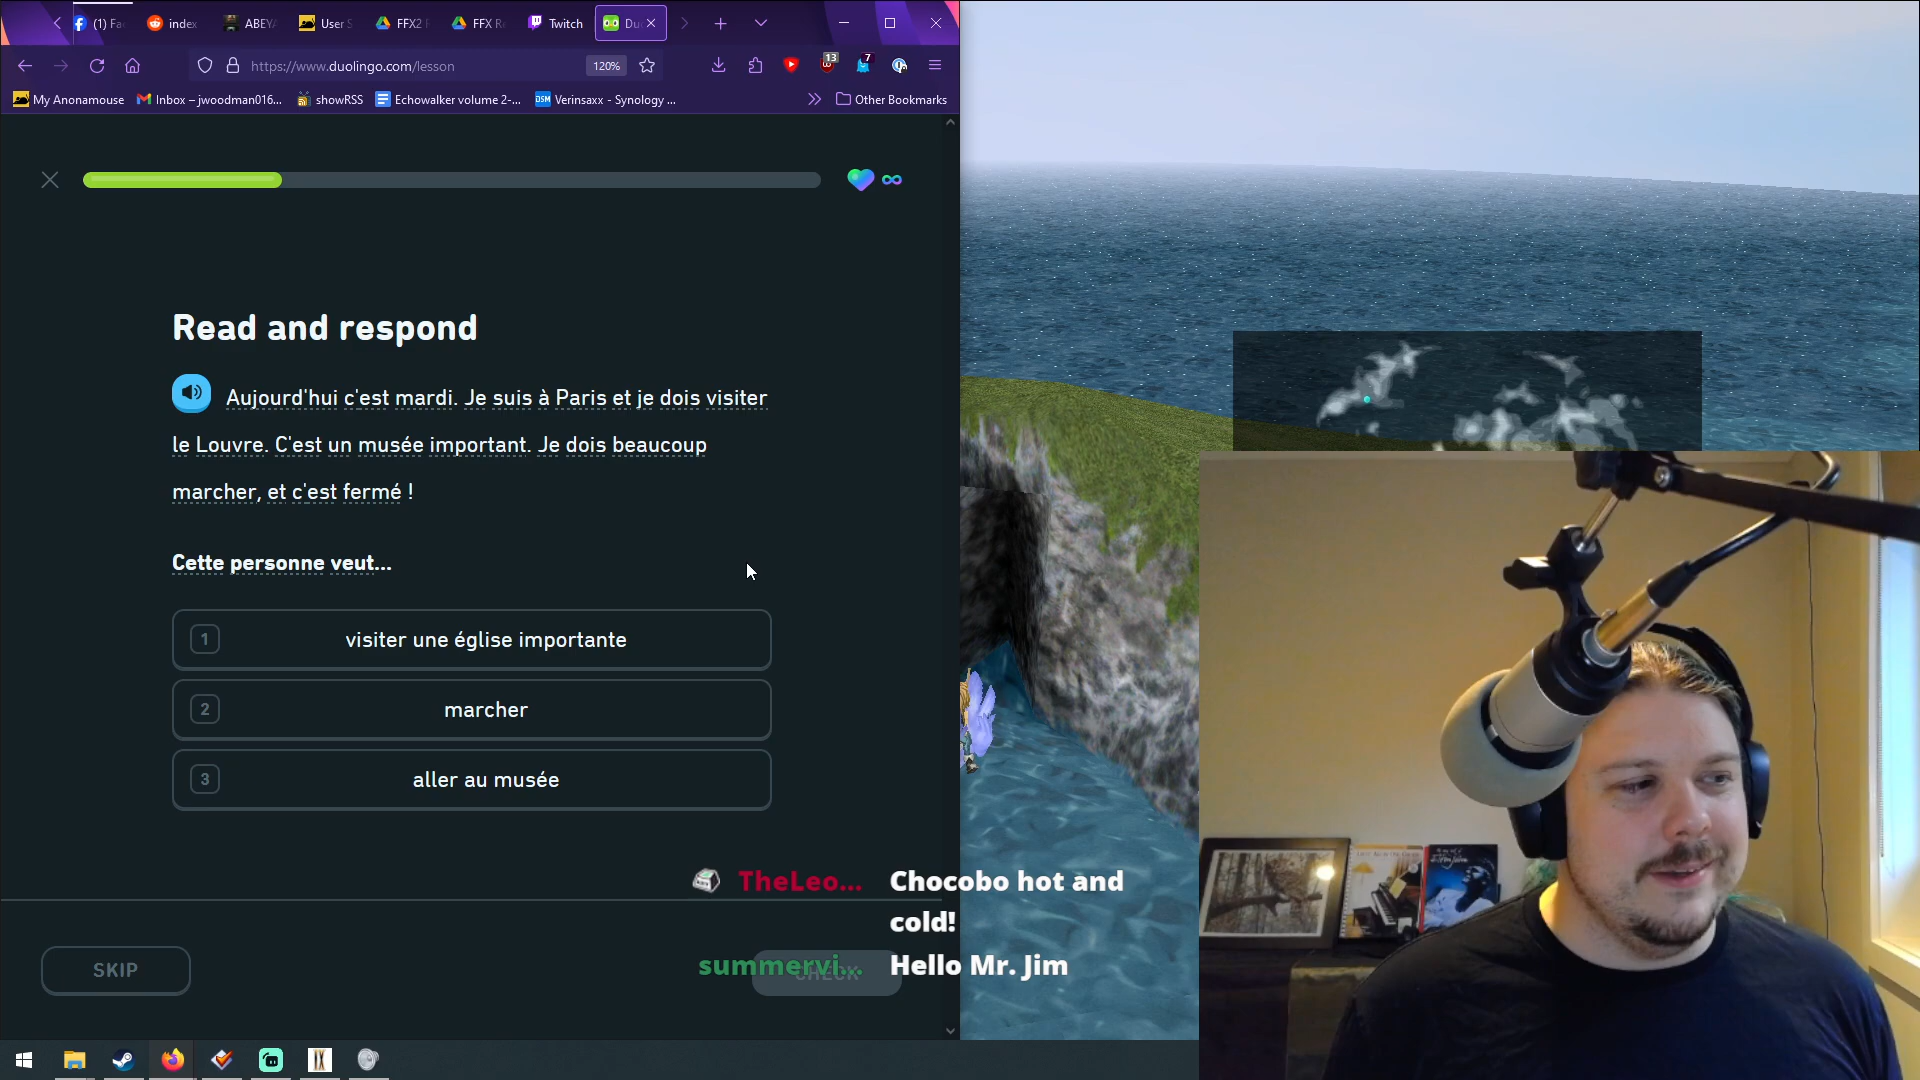 (1) Fa
index
ABEY
User S
FFX2 F
FFX R
Twitch
Du
https://www.duolingo.com/lesson
120%
13
7
My Anonamouse
Inbox – jwoodman016...
showRSS
Echowalker volume 2-...
DSM
Verinsaxx - Synology ...
Other Bookmarks
Read and respond
Aujourd'hui c'est mardi. Je suis à Paris et je dois visiter
le Louvre. C'est un musée important. Je dois beaucoup
marcher, et c'est fermé !
Cette personne veut...
1 visiter une église importante
2 marcher
3 aller au musée
TheLeo... Chocobo hot and
cold!
summervi... Hello Mr. Jim
SKIP
CHECK